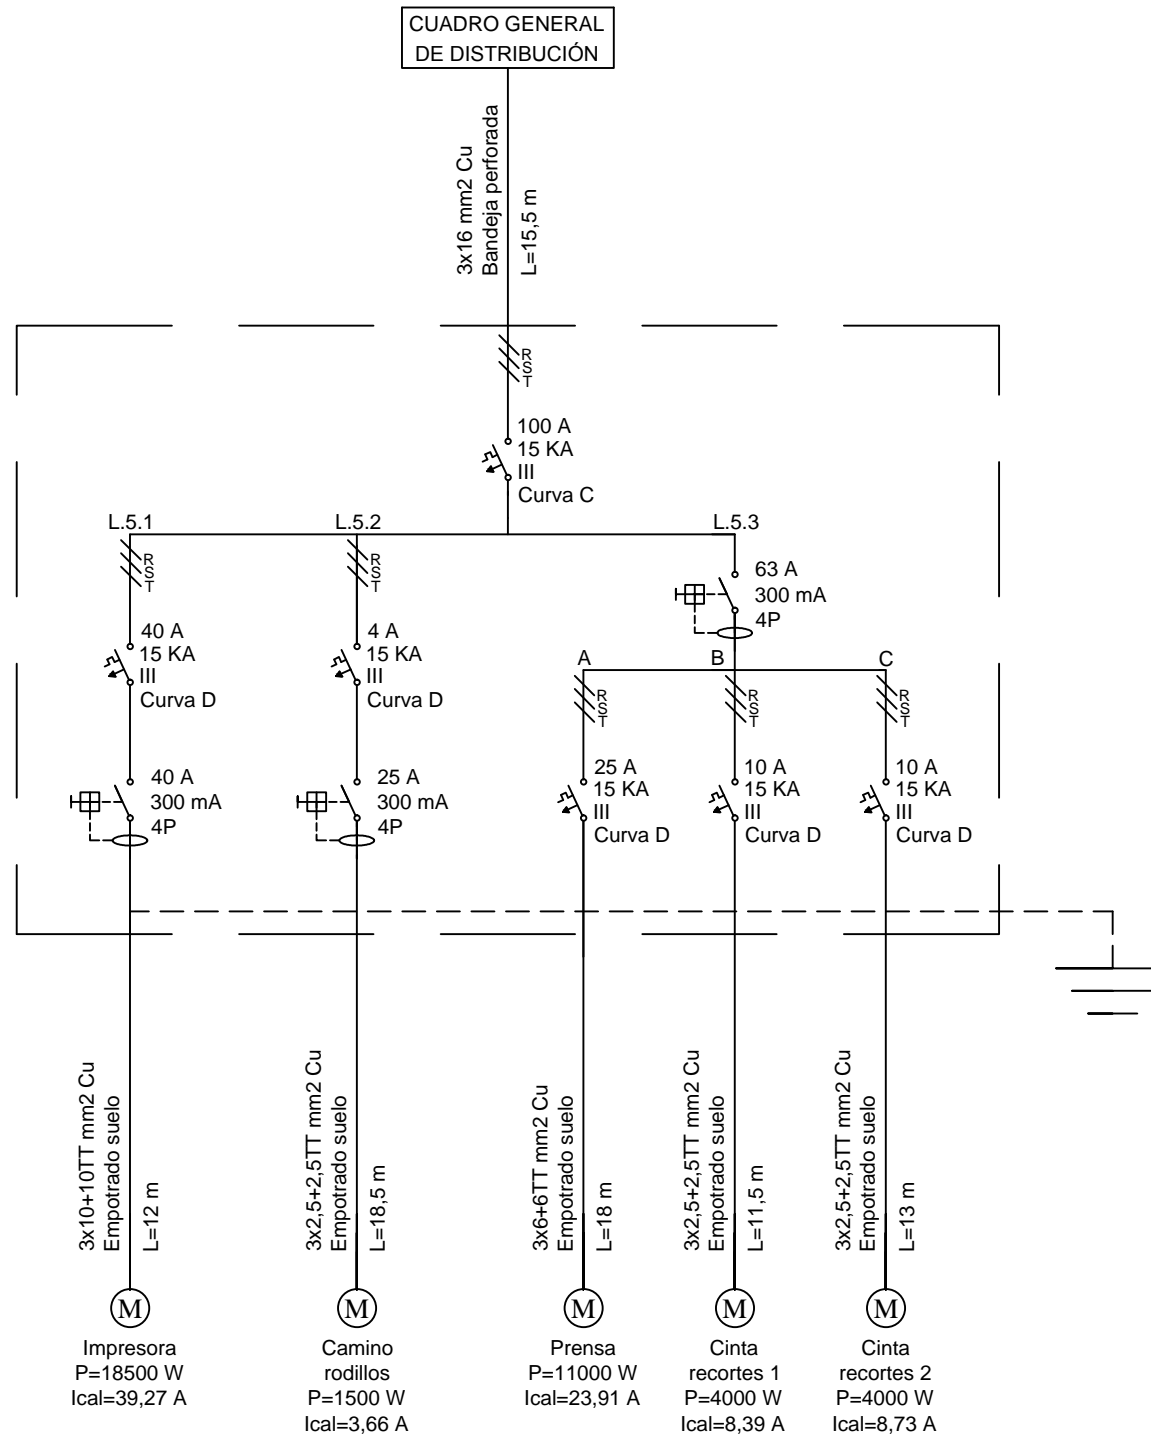 CUADRO GENERAL
DE DISTRIBUCIÓN
3x16 mm2 Cu
Bandeja perforada
L=15,5 m
R
S
T
100 A
15 KA
III
Curva C
L.5.1
L.5.2
L.5.3
R
S
T
R
S
T
63 A
300 mA
4P
40 A
15 KA
III
Curva D
4 A
15 KA
III
Curva D
A
B
C
R
S
T
R
S
T
R
S
T
40 A
300 mA
4P
25 A
300 mA
4P
25 A
15 KA
III
Curva D
10 A
15 KA
III
Curva D
10 A
15 KA
III
Curva D
3x10+10TT mm2 Cu
Empotrado suelo
L=12 m
3x2,5+2,5TT mm2 Cu
Empotrado suelo
L=18,5 m
3x6+6TT mm2 Cu
Empotrado suelo
L=18 m
3x2,5+2,5TT mm2 Cu
Empotrado suelo
L=11,5 m
3x2,5+2,5TT mm2 Cu
Empotrado suelo
L=13 m
M
M
M
M
M
Impresora
P=18500 W
Ical=39,27 A
Camino
rodillos
P=1500 W
Ical=3,66 A
Prensa
P=11000 W
Ical=23,91 A
Cinta
recortes 1
P=4000 W
Ical=8,39 A
Cinta
recortes 2
P=4000 W
Ical=8,73 A